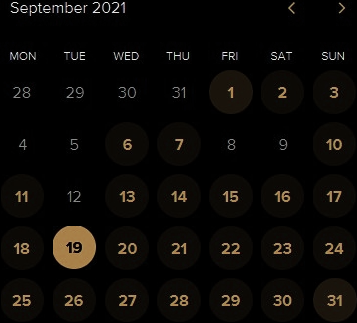 September 2021 < >
MON TUE WED THU FRI SAT SUN
28 29 30 31 1 2 3
4 5 6 7 8 9 10
11 12 13 14 15 16 17
18 19 20 21 22 23 24
25 26 27 28 29 30 31